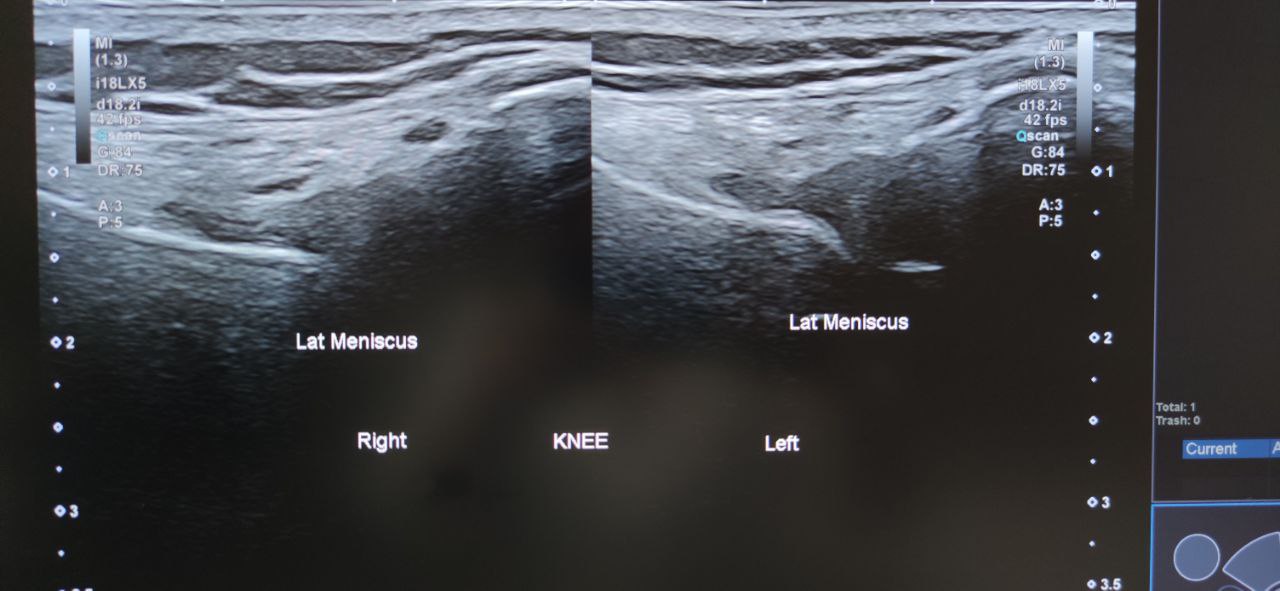 MI
(1.3)
i18LX5
d18.2i
42 fps
Qscan
G:84
DR:75
A:3
P:5
1
2
3
Lat Meniscus
Right
KNEE
0
MI
(1.3)
i18LX5
d18.2i
42 fps
Qscan
G:84
DR:75
A:3
P:5
1
2
3
3.5
Lat Meniscus
Left
Total: 1
Trash: 0
Current